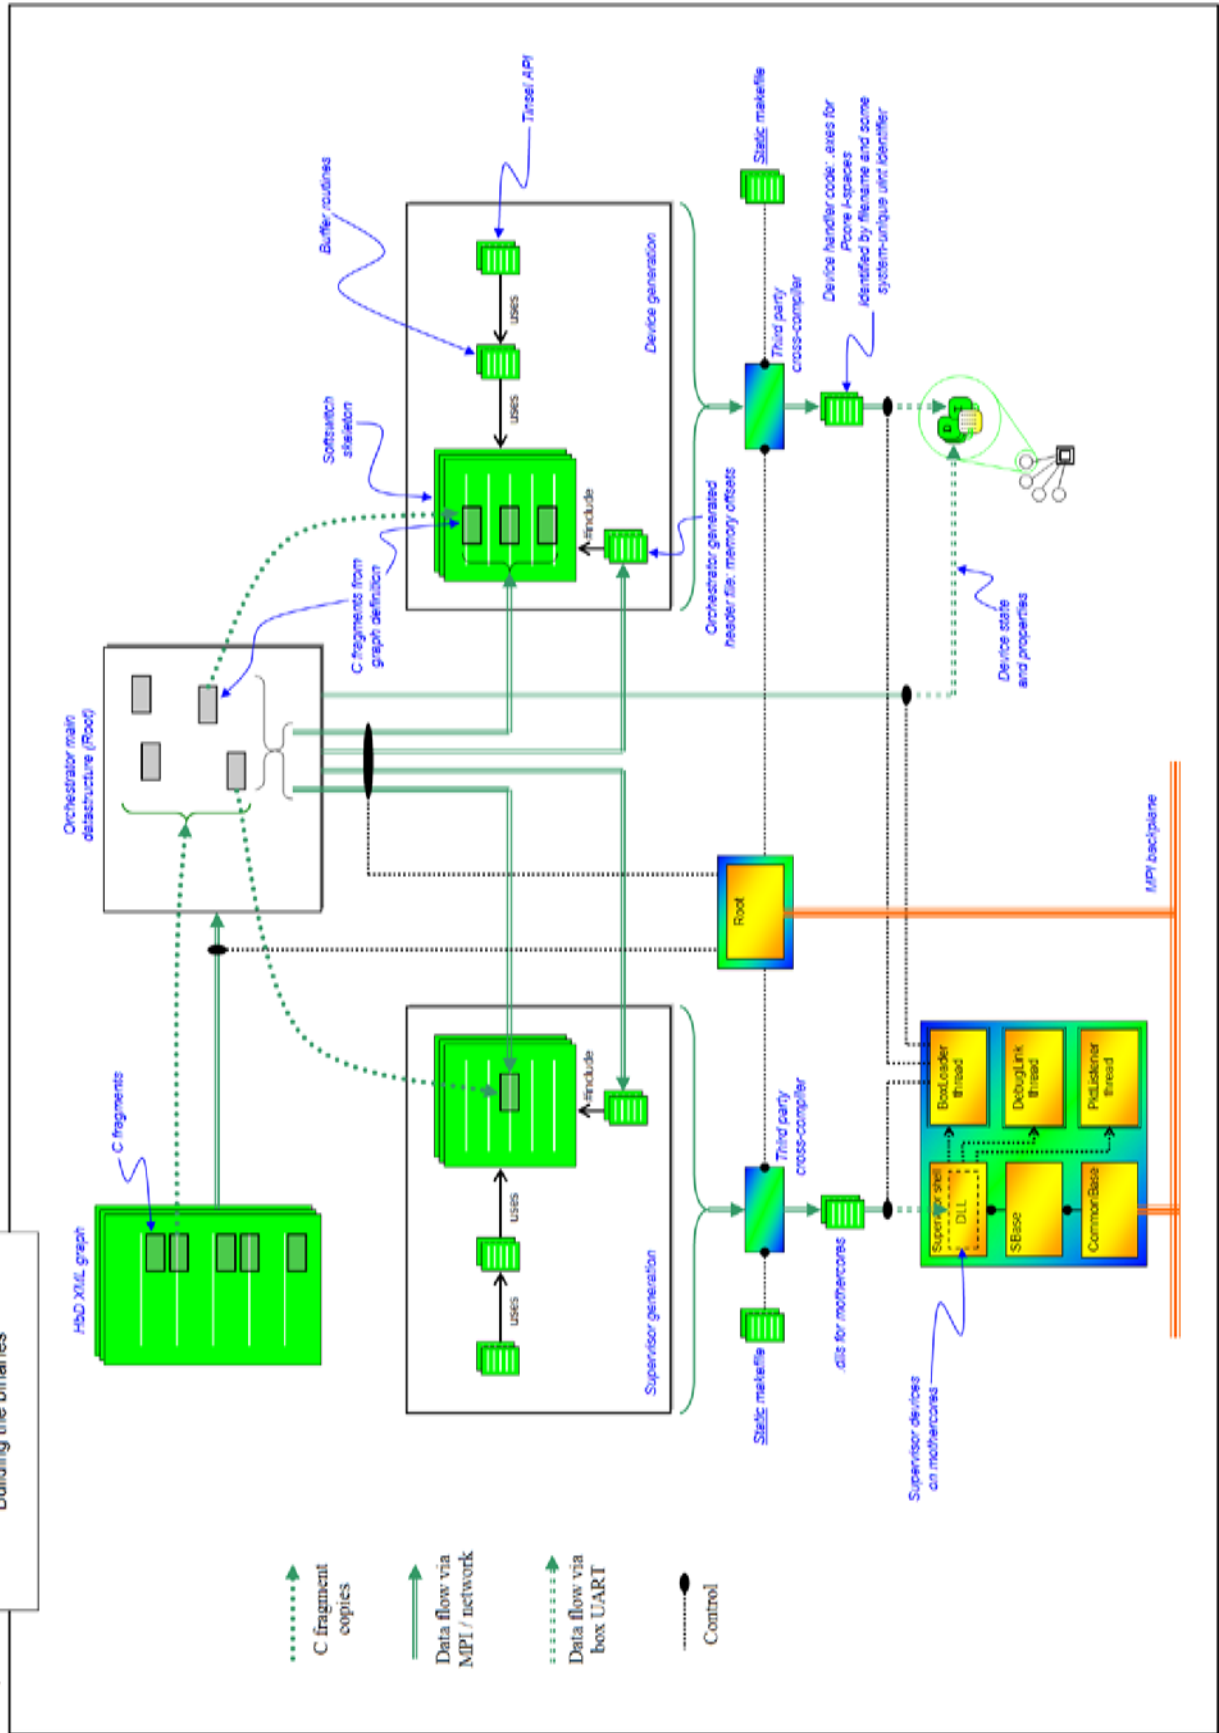 Building the binaries
HbD XML graph
C fragments
Orchestrator main
datastructure (Root)
C fragments from
graph definition
Softswitch
skeleton
Buffer routines
Tinsel API
uses
uses
#include
Supervisor generation
uses
uses
#include
Device generation
Orchestrator generated
header file: memory offsets
Static makefile
Third party
cross-compiler
Root
Third party
cross-compiler
Static makefile
.dlls for mothercores
Device handler code: .exes for
Pcore I-spaces
identified by filename and some
system-unique uint identifier
Supervisor devices
on mothercores
Supervisor shell
DLL
SBase
CommonBase
BoxLoader
thread
DebugLink
thread
PktListener
thread
MPI backplane
Device state
and properties
D
C fragment
copies
Data flow via
MPI / network
Data flow via
box UART
Control